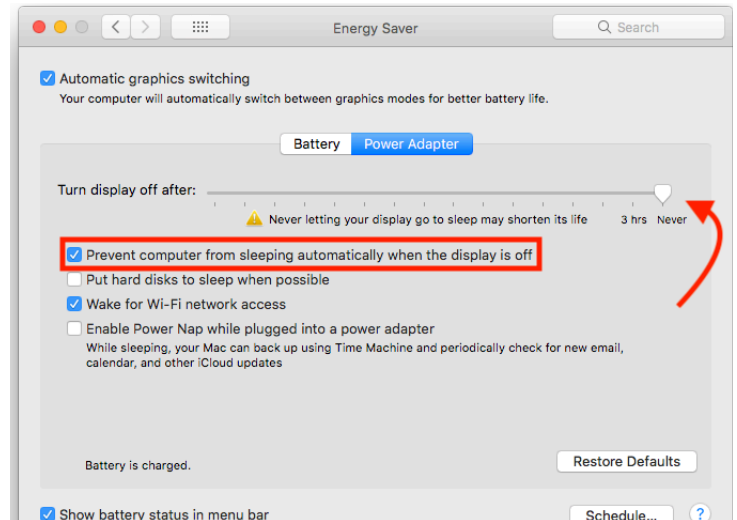 Energy Saver
Search
Automatic graphics switching
Your computer will automatically switch between graphics modes for better battery life.
Battery Power Adapter
Turn display off after:
Never letting your display go to sleep may shorten its life 3 hrs Never
Prevent computer from sleeping automatically when the display is off
Put hard disks to sleep when possible
Wake for Wi-Fi network access
Enable Power Nap while plugged into a power adapter
While sleeping, your Mac can back up using Time Machine and periodically check for new email,
calendar, and other iCloud updates
Battery is charged.
Restore Defaults
Show battery status in menu bar
Schedule...
?